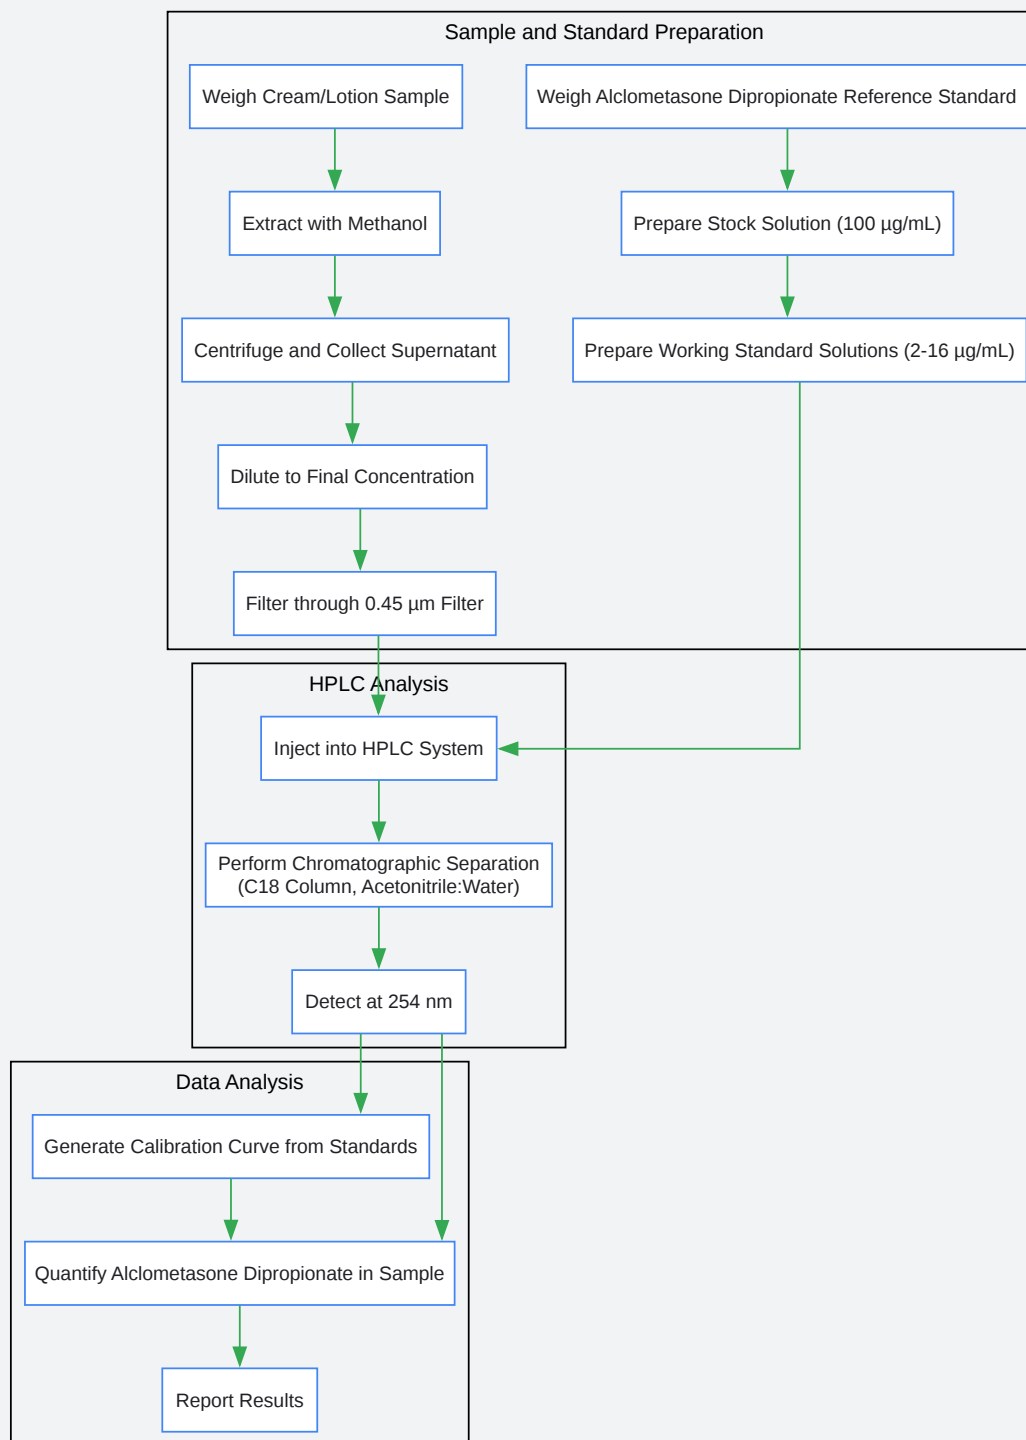 Sample and Standard Preparation
Weigh Cream/Lotion Sample
Weigh Alclometasone Dipropionate Reference Standard
Extract with Methanol
Prepare Stock Solution (100 µg/mL)
Centrifuge and Collect Supernatant
Prepare Working Standard Solutions (2-16 µg/mL)
Dilute to Final Concentration
Filter through 0.45 µm Filter
HPLC Analysis
Inject into HPLC System
Perform Chromatographic Separation
(C18 Column, Acetonitrile:Water)
Detect at 254 nm
Data Analysis
Generate Calibration Curve from Standards
Quantify Alclometasone Dipropionate in Sample
Report Results